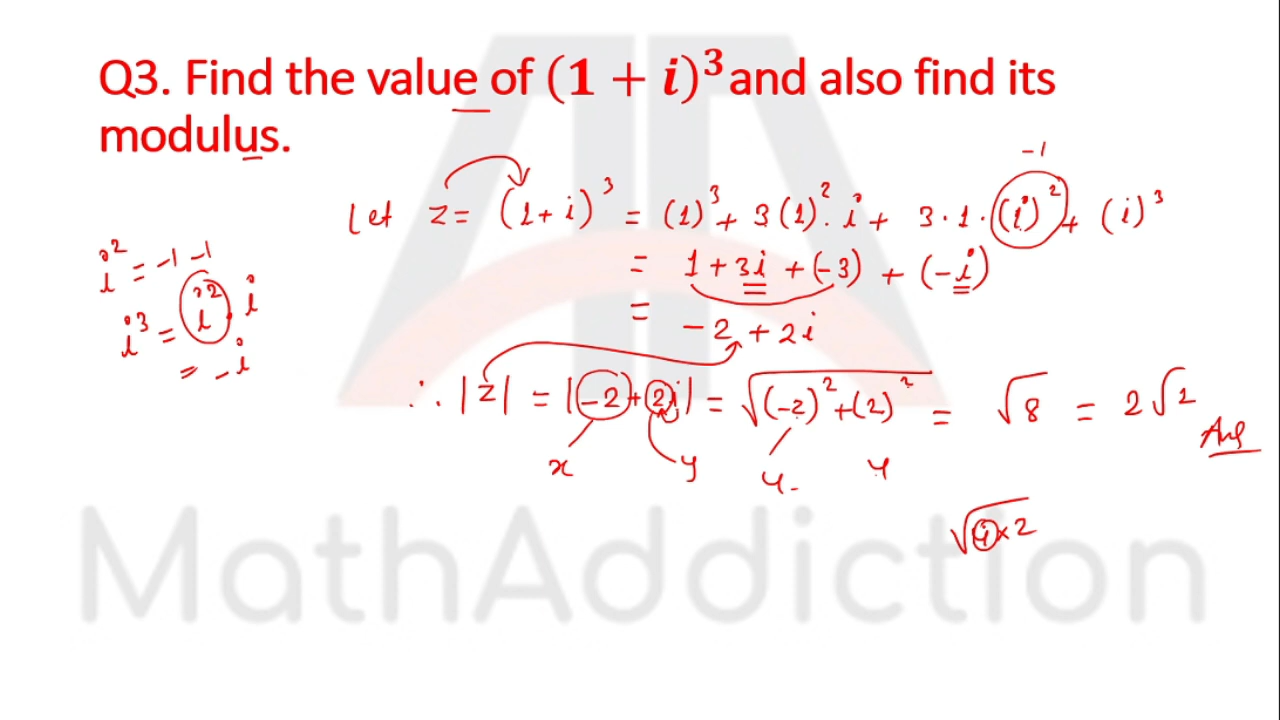 Q3. Find the value of (1 + i)³ and also find its
modulus.
-1
Let z = (1+i)³ = (1)³ + 3(1)².i + 3.1.(i)² + (i)³
i² = -1 -1
= 1+3i +(-3) + (-i)
i³ = i².i
= -2 + 2i
= -i
∴ |z| = |-2+2i| = √(-2)²+(2)² = √8 = 2√2
Ans
x y 4. 4
√4×2
MathAddiction